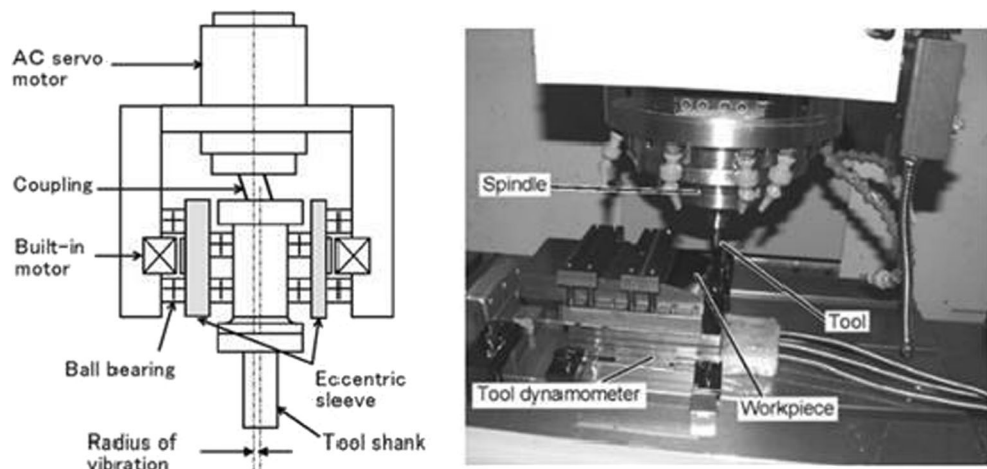 AC servo
motor
Coupling
Built-in
motor
Ball bearing
Eccentric
sleeve
Radius of
vibration
Tool shank
Spindle
Tool
Tool dynamometer
Workpiece